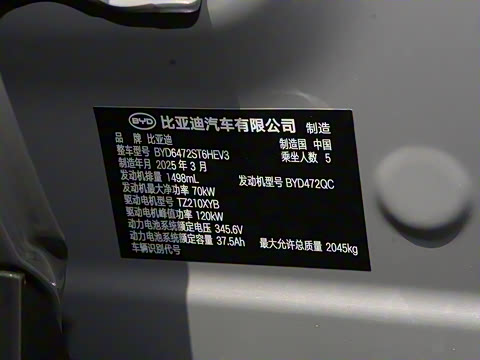 BYD 比亚迪汽车有限公司 制造
品 牌 比亚迪 制造国 中国
整车型号 BYD6472ST6HEV3 乘坐人数 5
制造年月 2025 年 3 月
发动机排量 1498mL 发动机型号 BYD472QC
发动机最大净功率 70kW
驱动电机型号 TZ210XYB
驱动电机峰值功率 120kW
动力电池系统额定电压 345.6V
动力电池系统额定容量 37.5Ah 最大允许总质量 2045kg
车辆识别代号